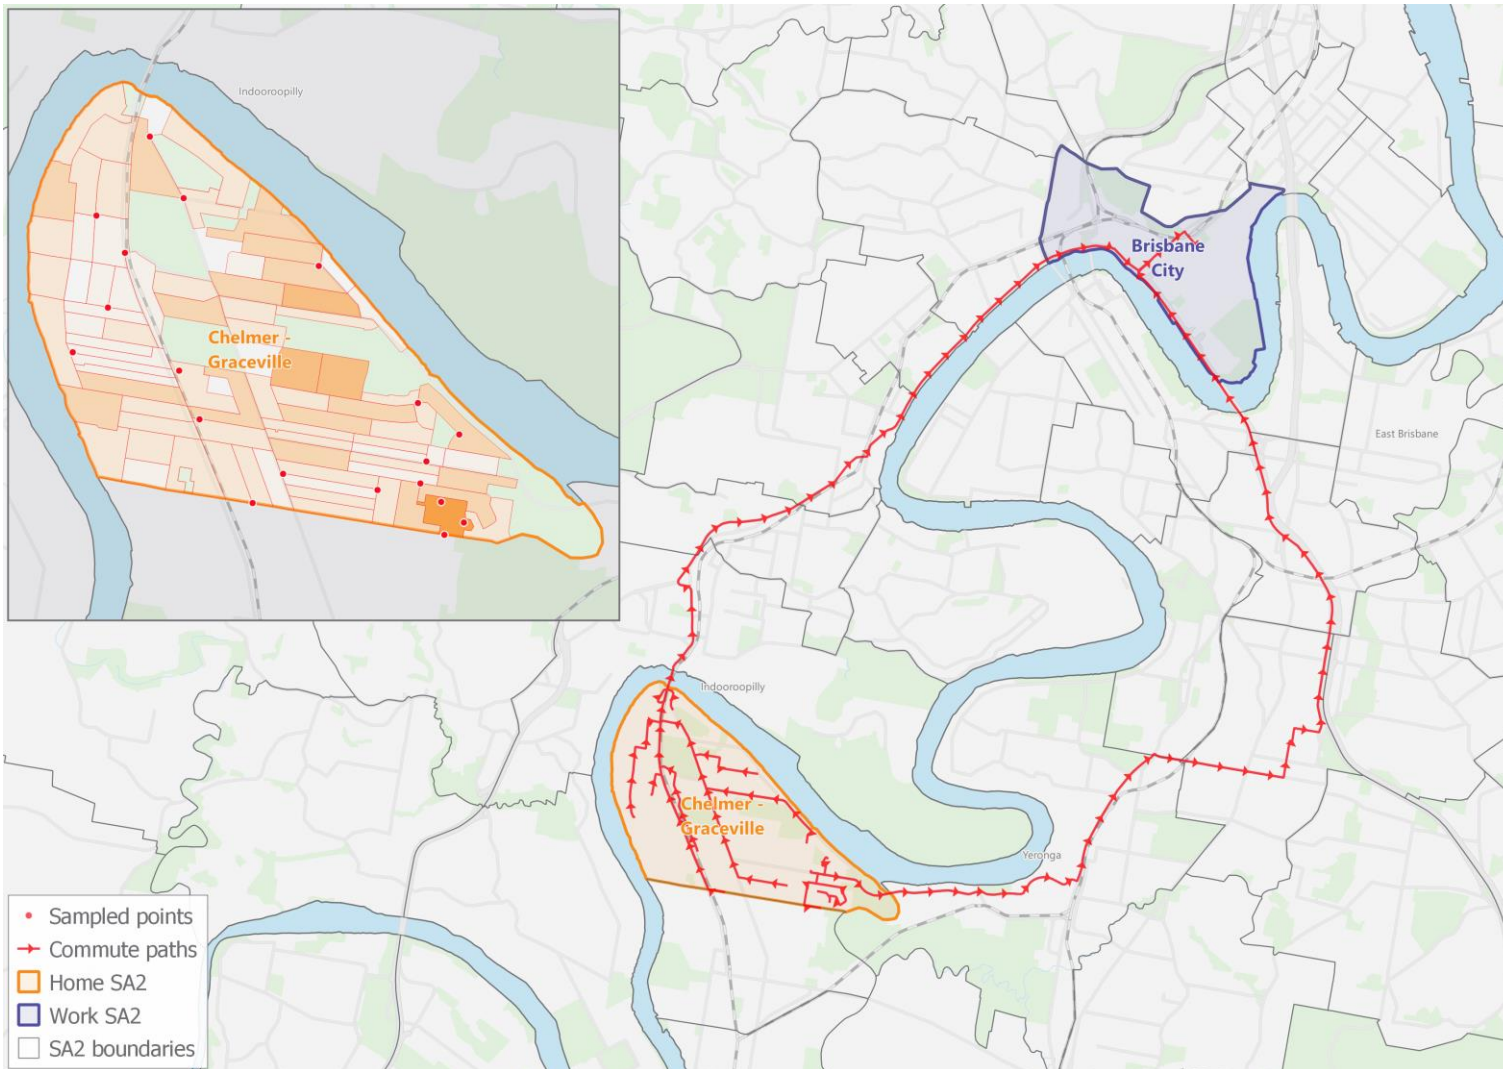 Indooroopilly
Chelmer -
Graceville
Brisbane
City
East Brisbane
Indooroopilly
Chelmer -
Graceville
Yeronga
Sampled points
Commute paths
Home SA2
Work SA2
SA2 boundaries